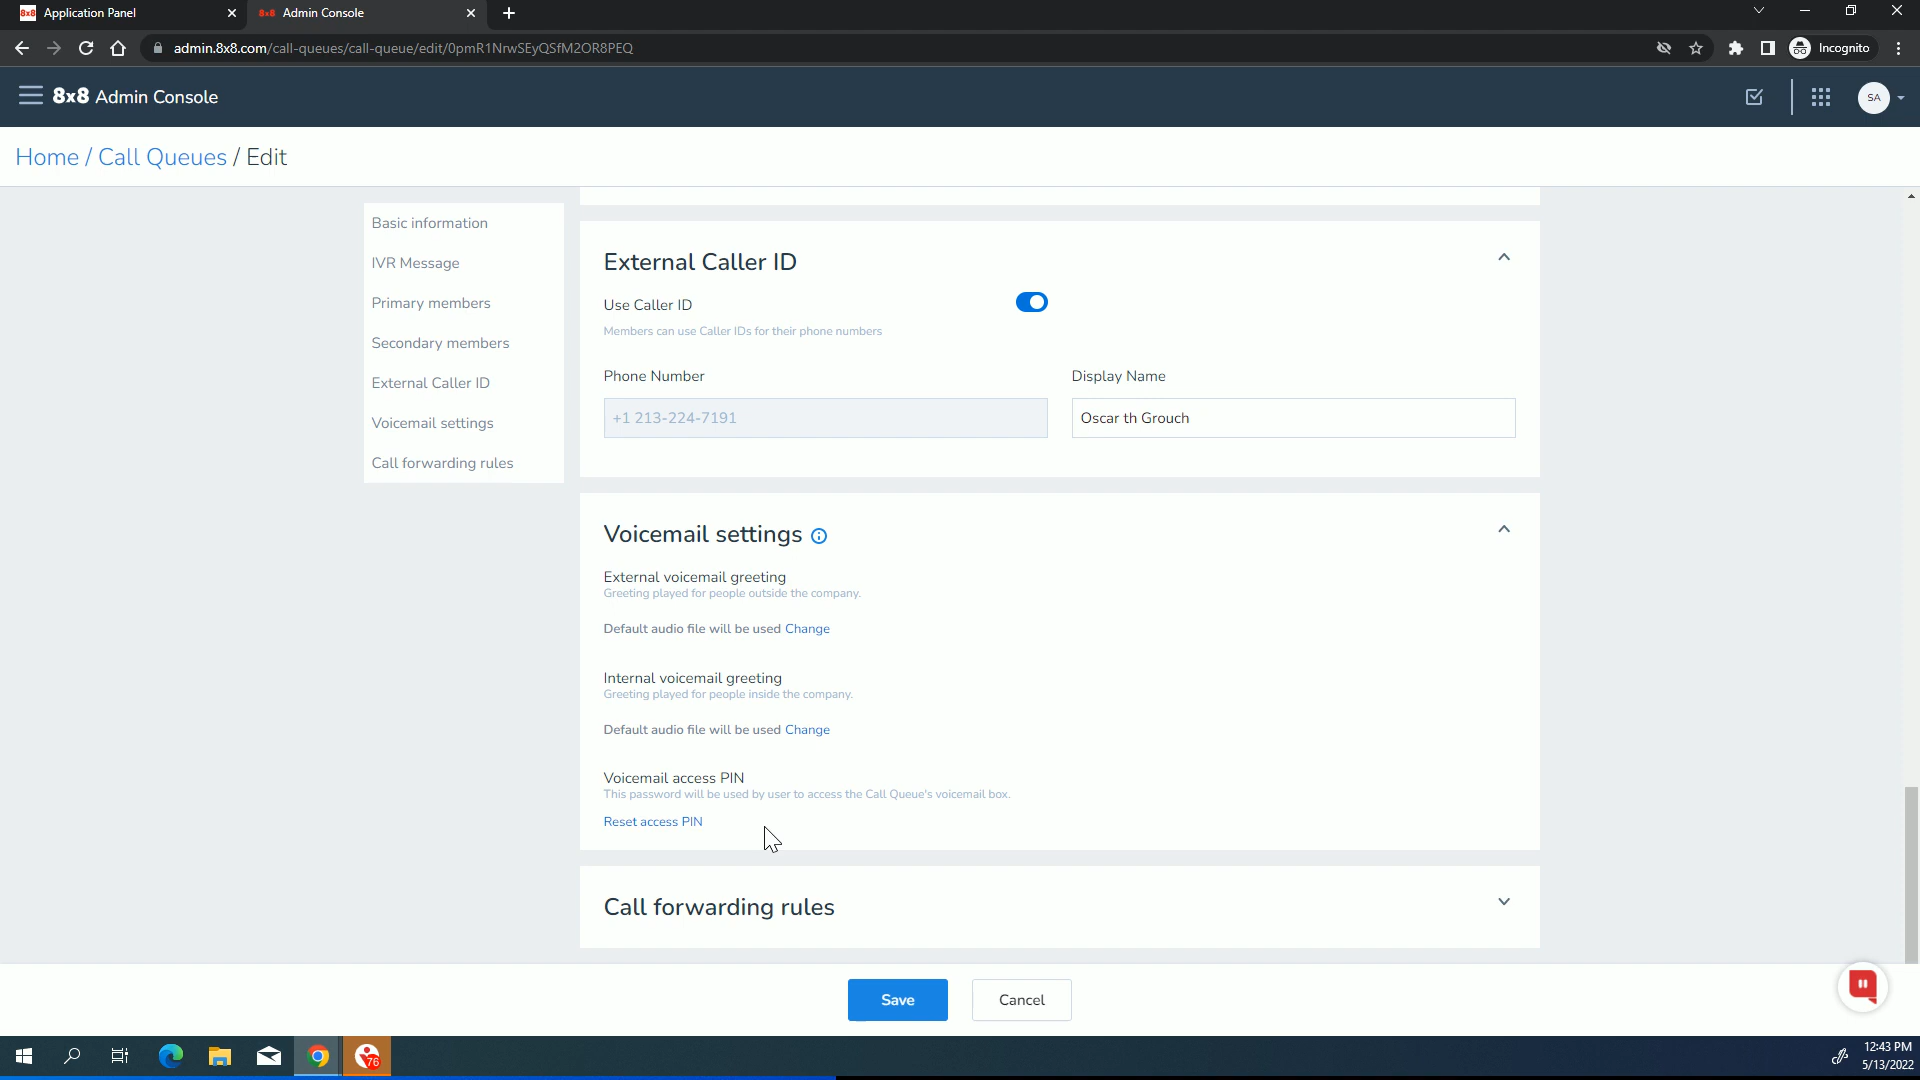 8x8 Application Panel
8x8 Admin Console
admin.8x8.com/call-queues/call-queue/edit/0pmR1NrwSEyQSfM2OR8PEQ
Incognito
8x8 Admin Console
SA
Home / Call Queues / Edit
Basic information
IVR Message
Primary members
Secondary members
External Caller ID
Voicemail settings
Call forwarding rules
External Caller ID
Use Caller ID
Members can use Caller IDs for their phone numbers
Phone Number
Display Name
+1 213-224-7191
Oscar th Grouch
Voicemail settings
External voicemail greeting
Greeting played for people outside the company.
Default audio file will be used Change
Internal voicemail greeting
Greeting played for people inside the company.
Default audio file will be used Change
Voicemail access PIN
This password will be used by user to access the Call Queue's voicemail box.
Reset access PIN
Call forwarding rules
Save
Cancel
76
12:43 PM
5/13/2022